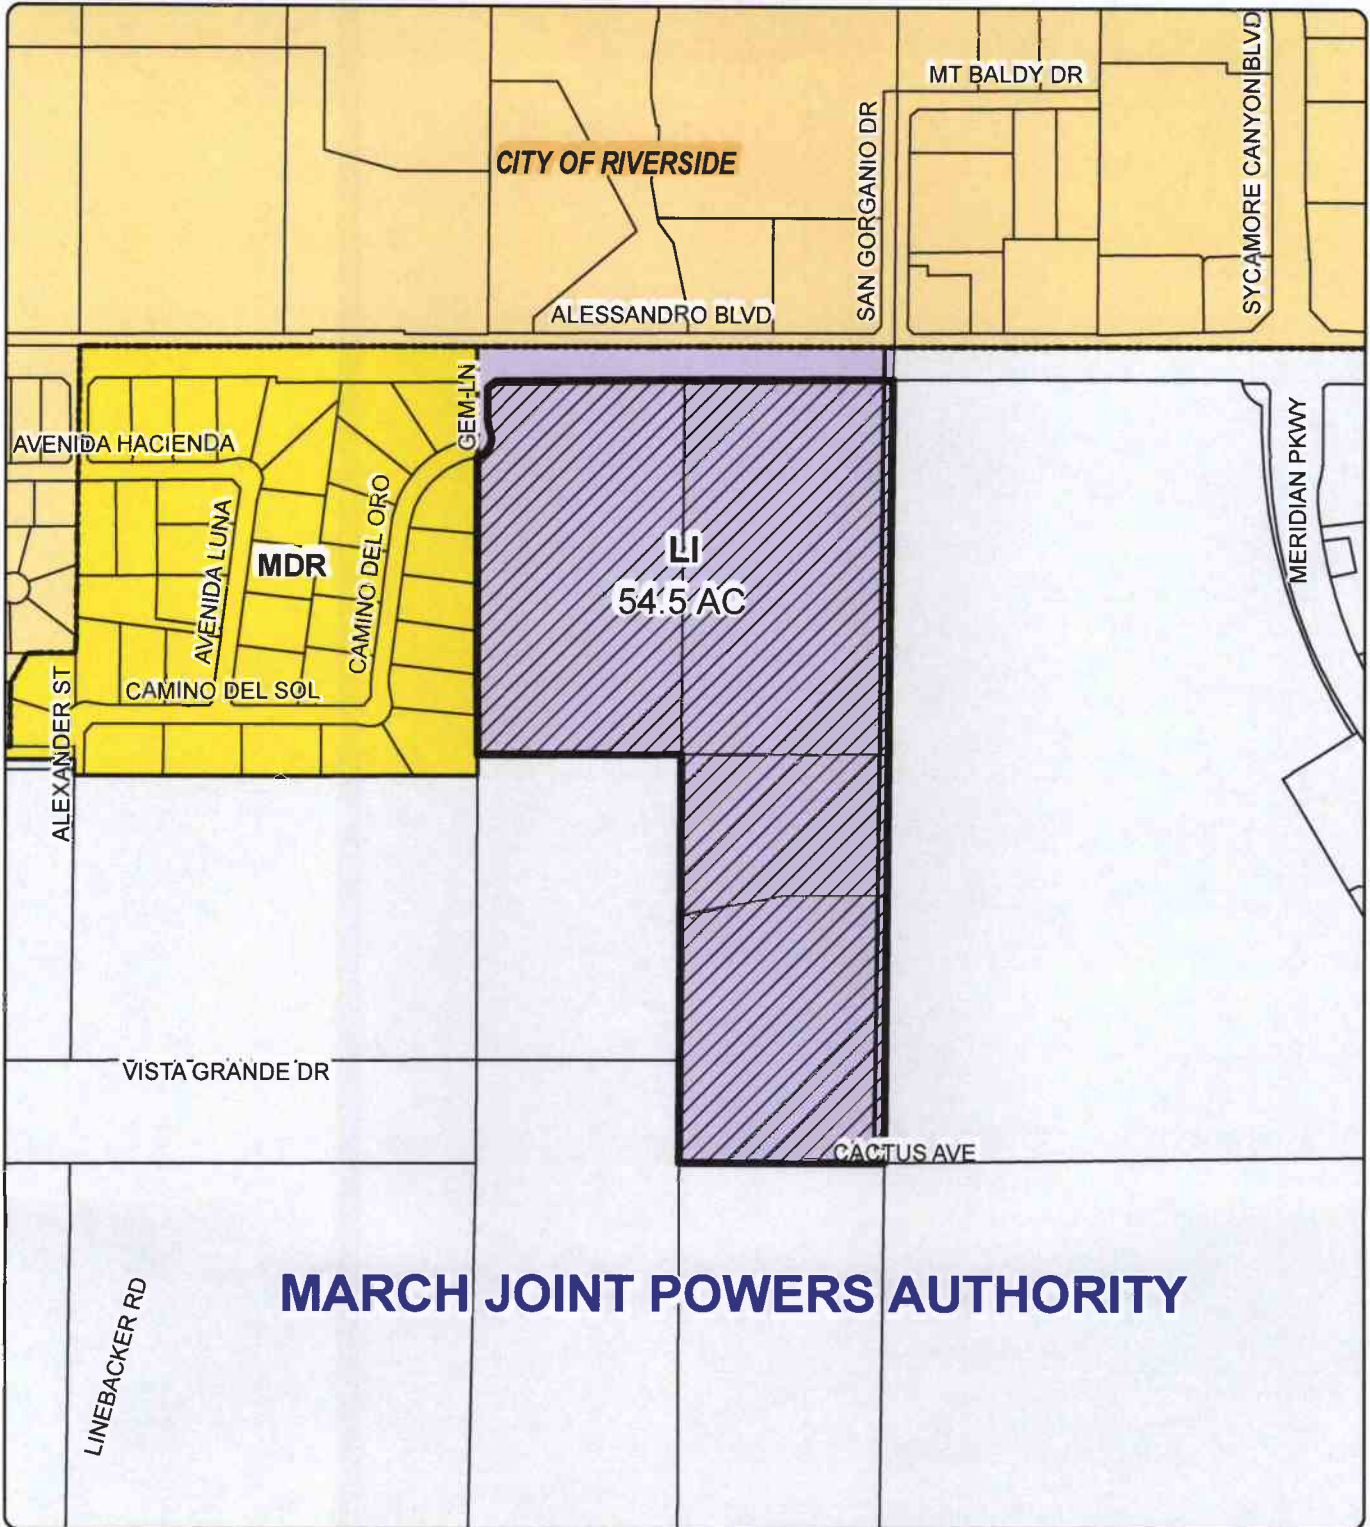 MT BALDY DR
SYCAMORE CANYON BLVD
CITY OF RIVERSIDE
SAN GORGANIO DR
ALESSANDRO BLVD
GEM LN
AVENIDA HACIENDA
MERIDIAN PKWY
AVENIDA LUNA
CAMINO DEL ORO
MDR
LI
54.5 AC
CAMINO DEL SOL
ALEXANDER ST
VISTA GRANDE DR
CACTUS AVE
MARCH JOINT POWERS AUTHORITY
LINEBACKER RD